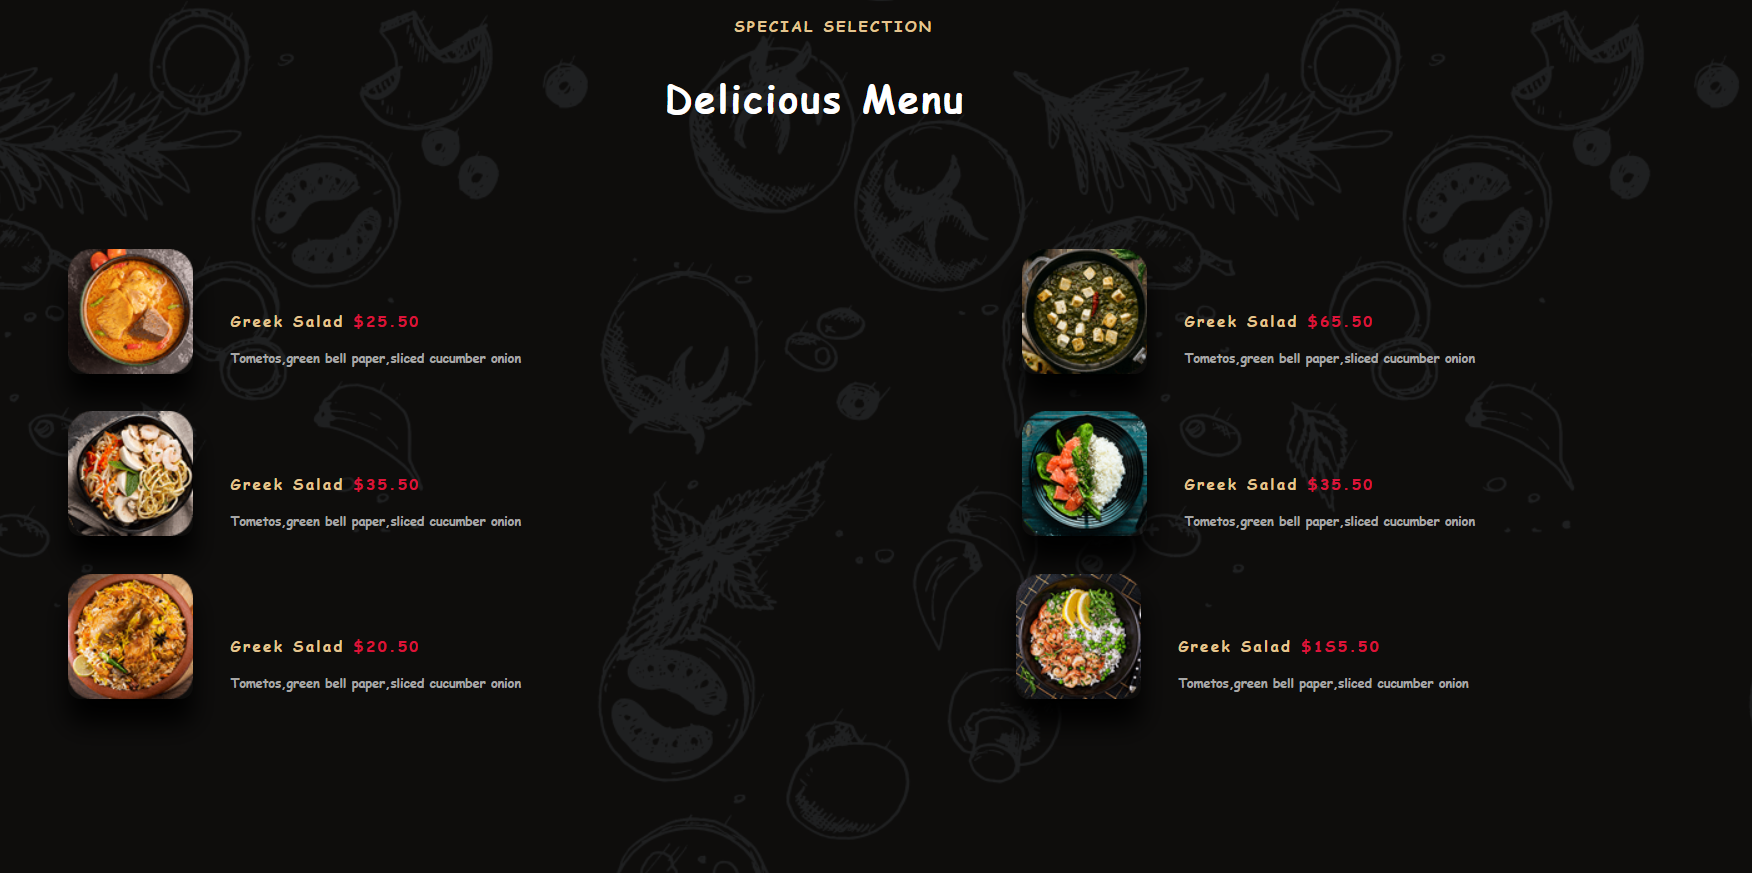 SPECIAL SELECTION
Delicious Menu
Greek Salad $25.50
Tometos,green bell paper,sliced cucumber onion
Greek Salad $65.50
Tometos,green bell paper,sliced cucumber onion
Greek Salad $35.50
Tometos,green bell paper,sliced cucumber onion
Greek Salad $35.50
Tometos,green bell paper,sliced cucumber onion
Greek Salad $20.50
Tometos,green bell paper,sliced cucumber onion
Greek Salad $1S5.50
Tometos,green bell paper,sliced cucumber onion